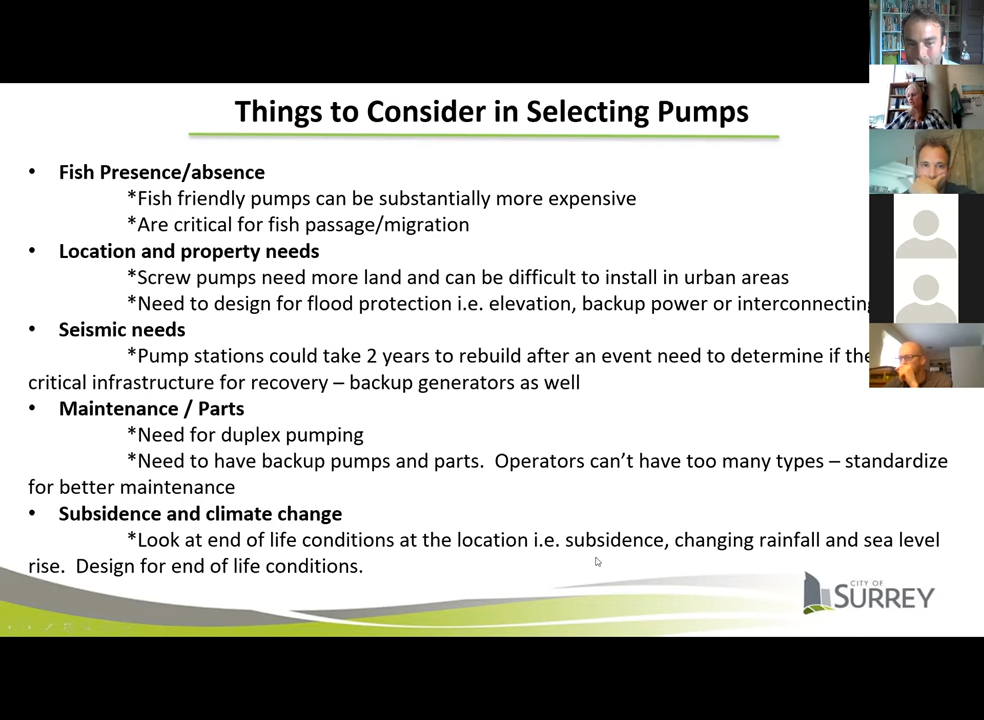 Things to Consider in Selecting Pumps
• Fish Presence/absence
*Fish friendly pumps can be substantially more expensive
*Are critical for fish passage/migration
• Location and property needs
*Screw pumps need more land and can be difficult to install in urban areas
*Need to design for flood protection i.e. elevation, backup power or interconnecting
• Seismic needs
*Pump stations could take 2 years to rebuild after an event need to determine if the
critical infrastructure for recovery – backup generators as well
• Maintenance / Parts
*Need for duplex pumping
*Need to have backup pumps and parts.  Operators can't have too many types – standardize
for better maintenance
• Subsidence and climate change
*Look at end of life conditions at the location i.e. subsidence, changing rainfall and sea level
rise.  Design for end of life conditions.
CITY OF
SURREY